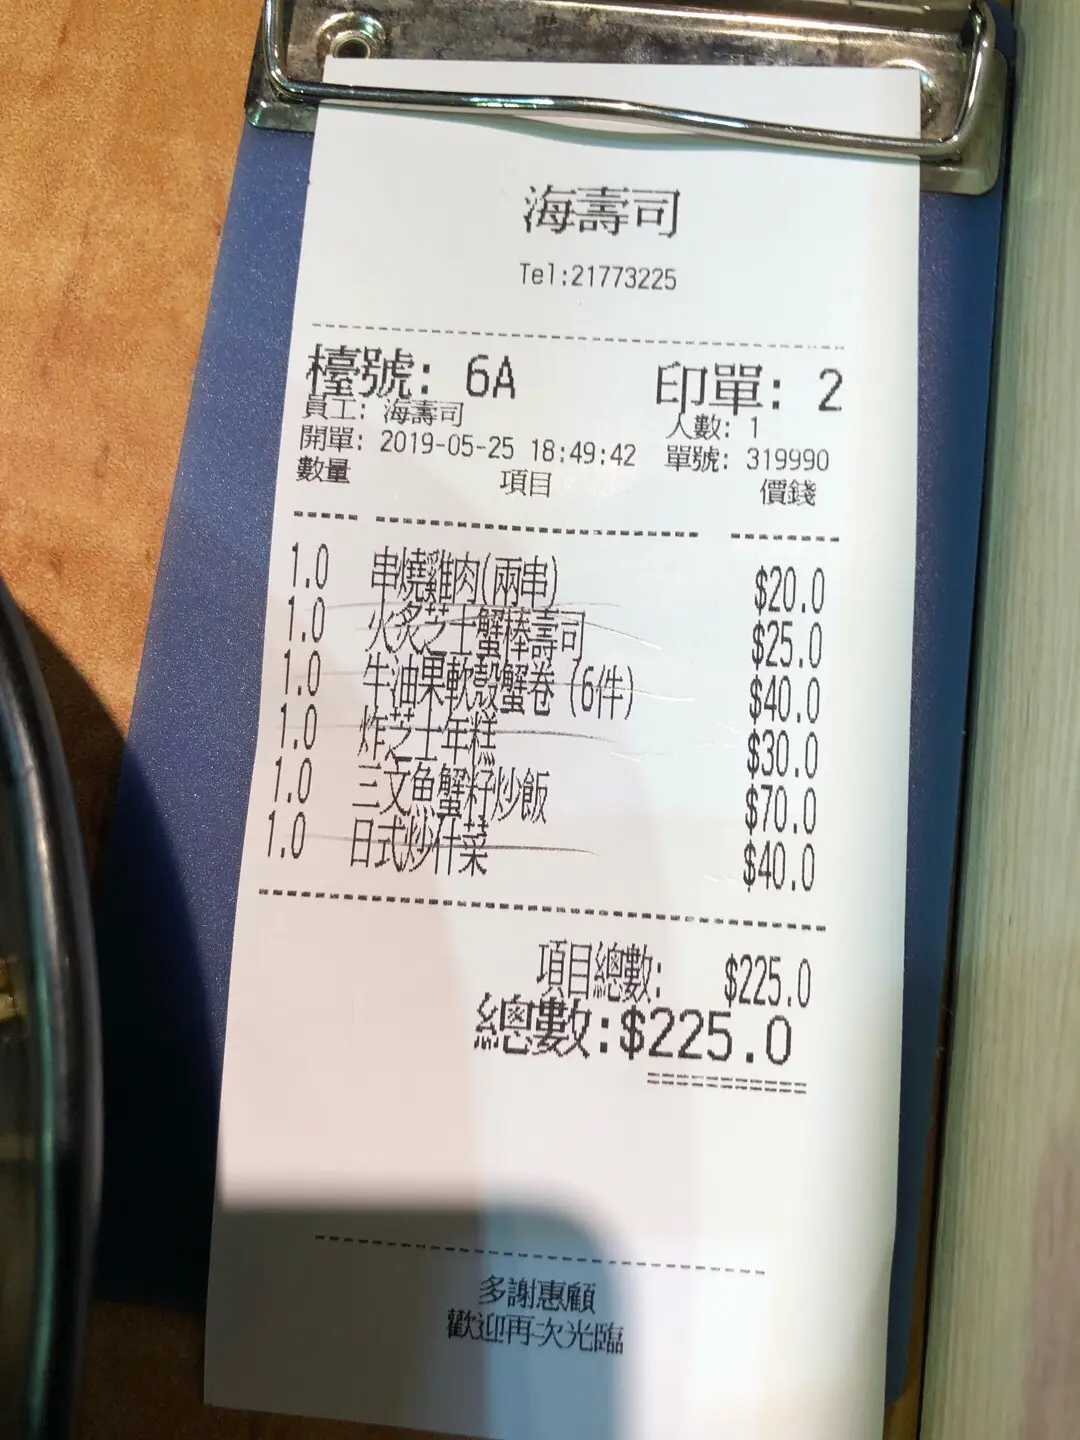 海壽司
Tel:21773225
檯號: 6A 印單: 2
員工: 海壽司 人數: 1
開單: 2019-05-25 18:49:42 單號: 319990
數量 項目 價錢
1.0 串燒雞肉(兩串) $20.0
1.0 火炙芝士蟹棒壽司 $25.0
1.0 牛油果軟殼蟹卷 (6件) $40.0
1.0 炸芝士年糕 $30.0
1.0 三文魚蟹籽炒飯 $70.0
1.0 日式炒什菜 $40.0
項目總數: $225.0
總數:$225.0
多謝惠顧
歡迎再次光臨